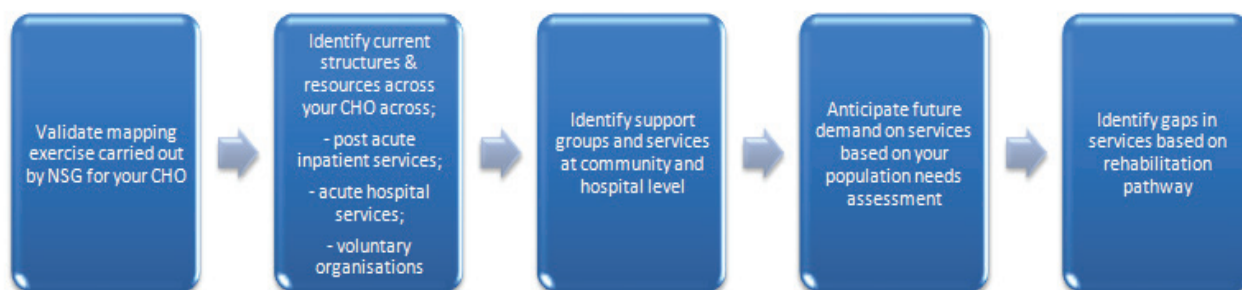 Validate mapping
exercise carried out
by NSG for your CHO
Identify current
structures &
resources across
your CHO across;
- post acute
inpatient services;
- acute hospital
services;
- voluntary
organisations
Identify support
groups and services
at community and
hospital level
Anticipate future
demand on services
based on your
population needs
assessment
Identify gaps in
services based on
rehabilitation
pathway